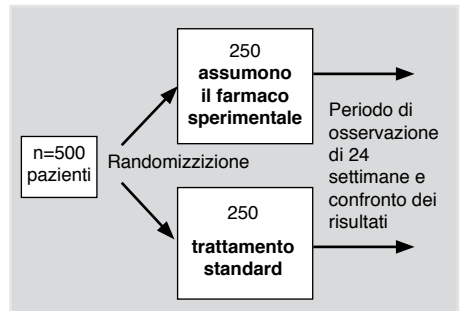 n=500
pazienti
Randomizzizione
250
assumono
il farmaco
sperimentale
250
trattamento
standard
Periodo di
osservazione
di 24
settimane e
confronto dei
risultati